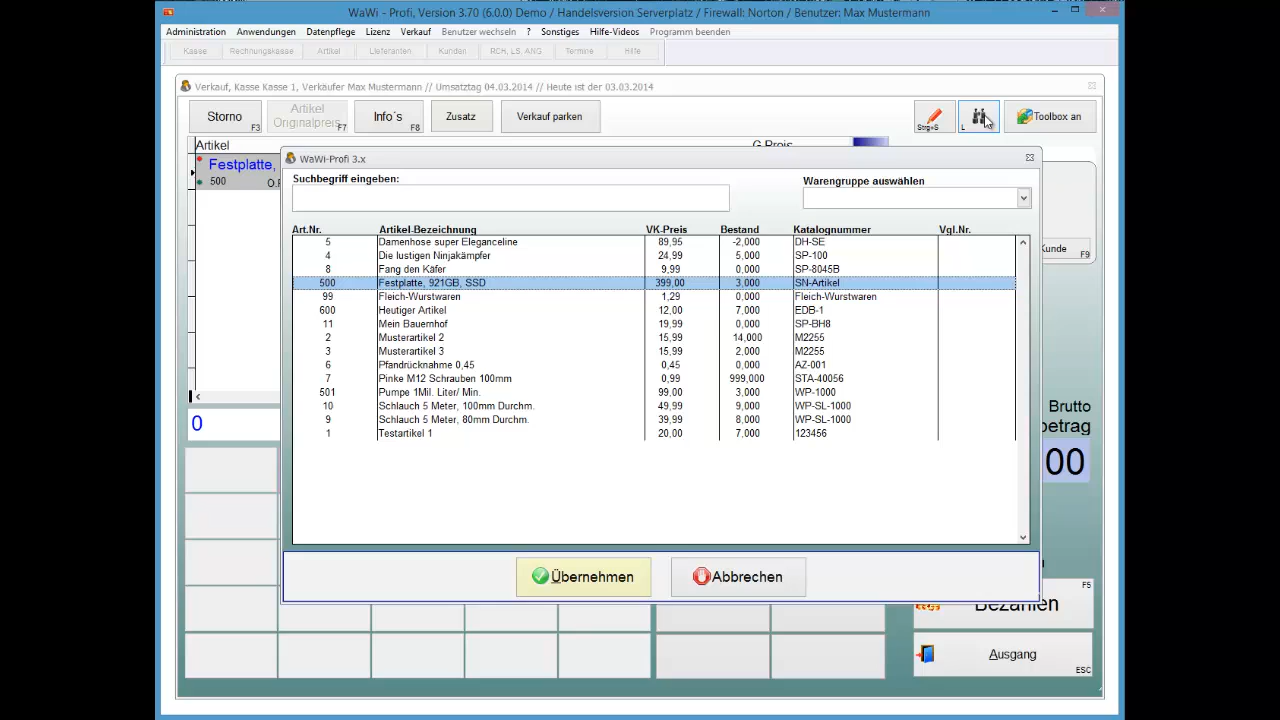 WaWi - Profi, Version 3.70 (6.0.0) Demo / Handelsversion Serverplatz / Firewall: Norton / Benutzer: Max Mustermann
Administration Anwendungen Datenpflege Lizenz Verkauf Benutzer wechseln ? Sonstiges Hilfe-Videos Programm beenden
Kasse Rechnungskasse Artikel Lieferanten Kunden RCH, LS, ANG Termine Hilfe
Verkauf, Kasse Kasse 1, Verkäufer Max Mustermann // Umsatztag 04.03.2014 // Heute ist der 03.03.2014
Storno F3 Artikel Originalpreis F7 Info´s F8 Zusatz Verkauf parken Strg+S L Toolbox an
Artikel G.Preis
Festplatte,
500
WaWi-Profi 3.x
Suchbegriff eingeben: Warengruppe auswählen
Art.Nr. Artikel-Bezeichnung VK-Preis Bestand Katalognummer Vgl.Nr.
5 Damenhose super Eleganceline 89,95 -2,000 DH-SE
4 Die lustigen Ninjakämpfer 24,99 5,000 SP-100
8 Fang den Käfer 9,99 0,000 SP-8045B
500 Festplatte, 921GB, SSD 399,00 3,000 SN-Artikel
99 Fleich-Wurstwaren 1,29 0,000 Fleich-Wurstwaren
600 Heutiger Artikel 12,00 7,000 EDB-1
11 Mein Bauernhof 19,99 0,000 SP-BH8
2 Musterartikel 2 15,99 14,000 M2255
3 Musterartikel 3 15,99 2,000 M2255
6 Pfandrücknahme 0,45 0,45 0,000 AZ-001
7 Pinke M12 Schrauben 100mm 0,99 999,000 STA-40056
501 Pumpe 1Mil. Liter/ Min. 99,00 3,000 WP-1000
10 Schlauch 5 Meter, 100mm Durchm. 49,99 9,000 WP-SL-1000
9 Schlauch 5 Meter, 80mm Durchm. 39,99 8,000 WP-SL-1000
1 Testartikel 1 20,00 7,000 123456
Kunde F9
0
Brutto
betrag
00
Übernehmen Abbrechen
Bezahlen F5
Ausgang ESC